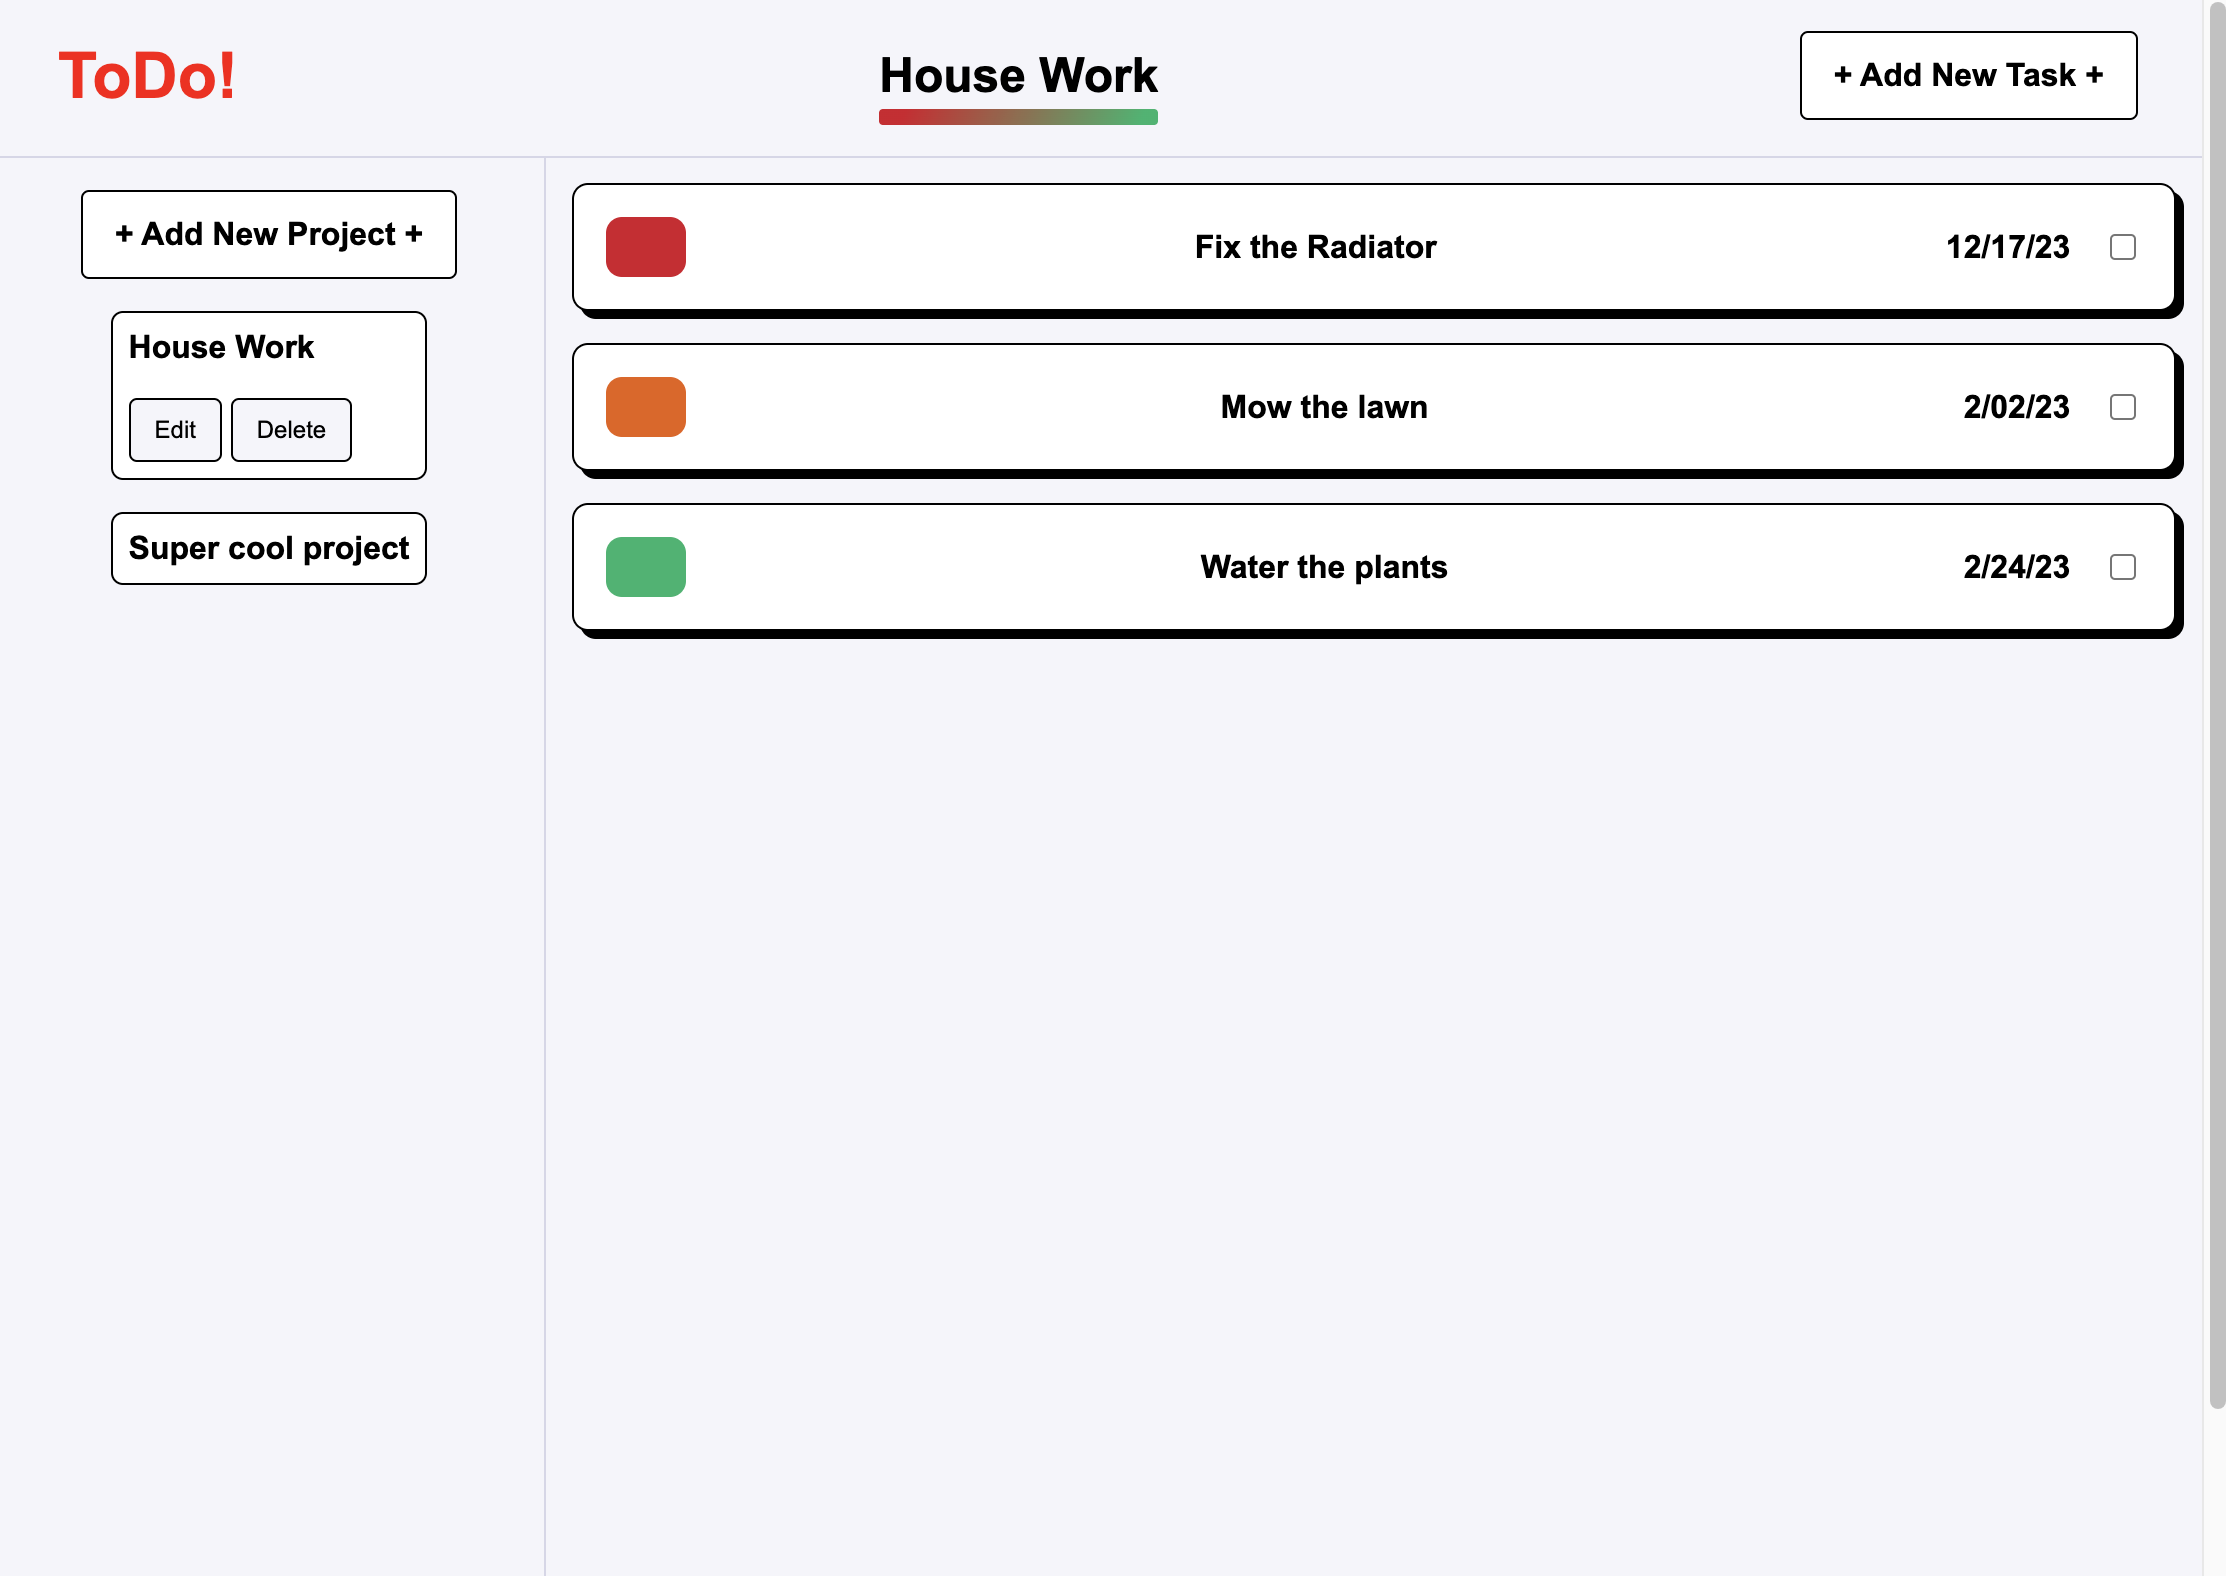 ToDo!
House Work
+ Add New Task +
+ Add New Project +
House Work
Edit
Delete
Super cool project
Fix the Radiator
12/17/23
Mow the lawn
2/02/23
Water the plants
2/24/23